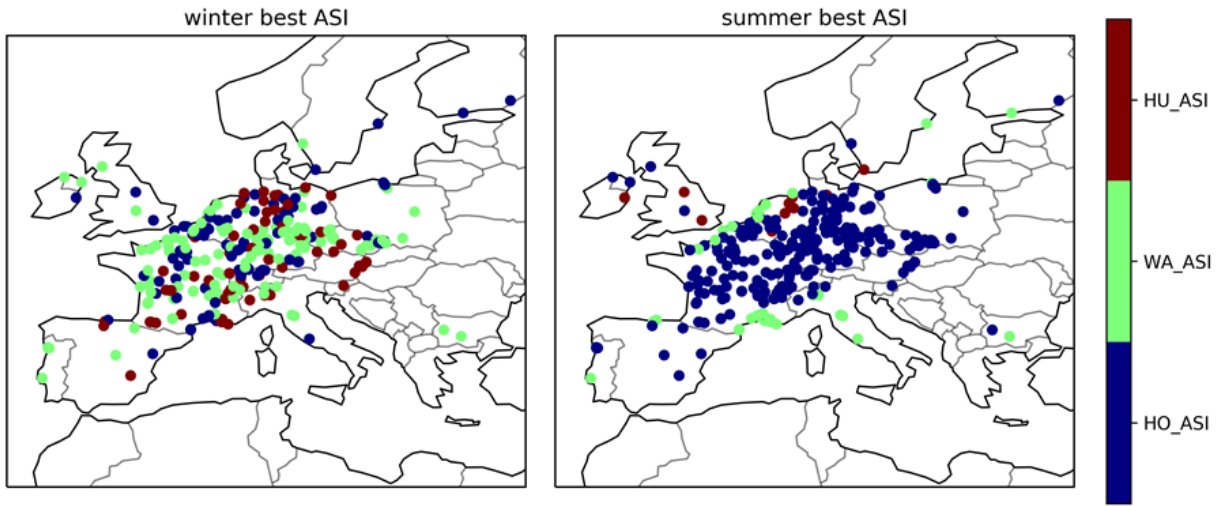 winter best ASI
summer best ASI
HU_ASI
WA_ASI
HO_ASI